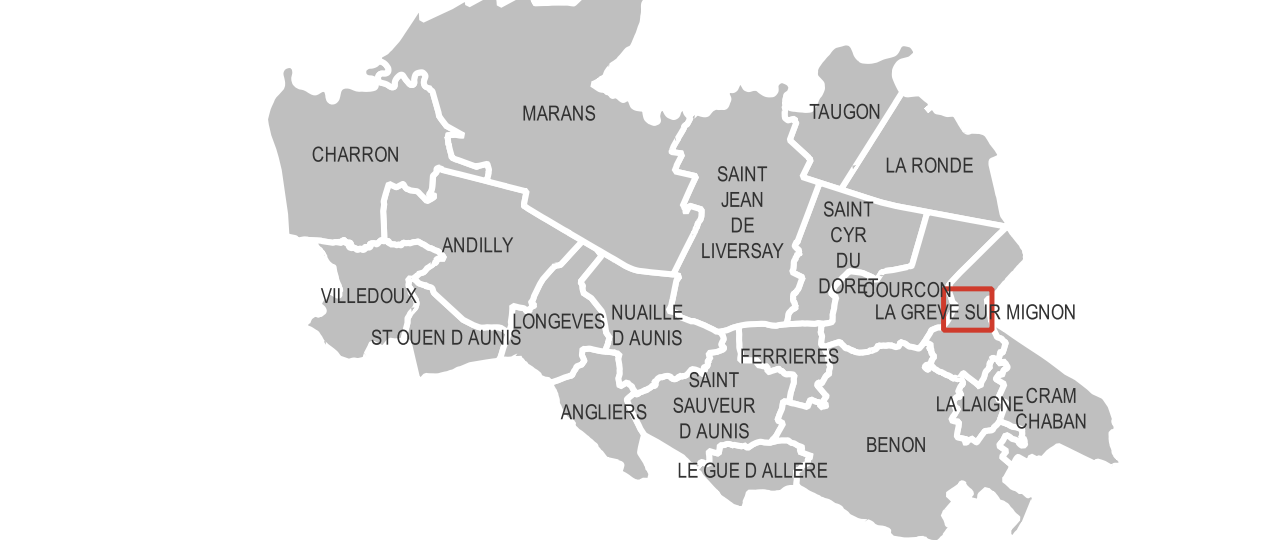 MARANS
TAUGON
CHARRON
LA RONDE
SAINT
JEAN
DE
LIVERSAY
SAINT
CYR
DU
DORET
ANDILLY
COURCON
VILLEDOUX
LA GREVE SUR MIGNON
NUAILLE
D AUNIS
LONGEVES
ST OUEN D AUNIS
FERRIERES
SAINT
SAUVEUR
D AUNIS
ANGLIERS
LA LAIGNE
CRAM
CHABAN
BENON
LE GUE D ALLERE